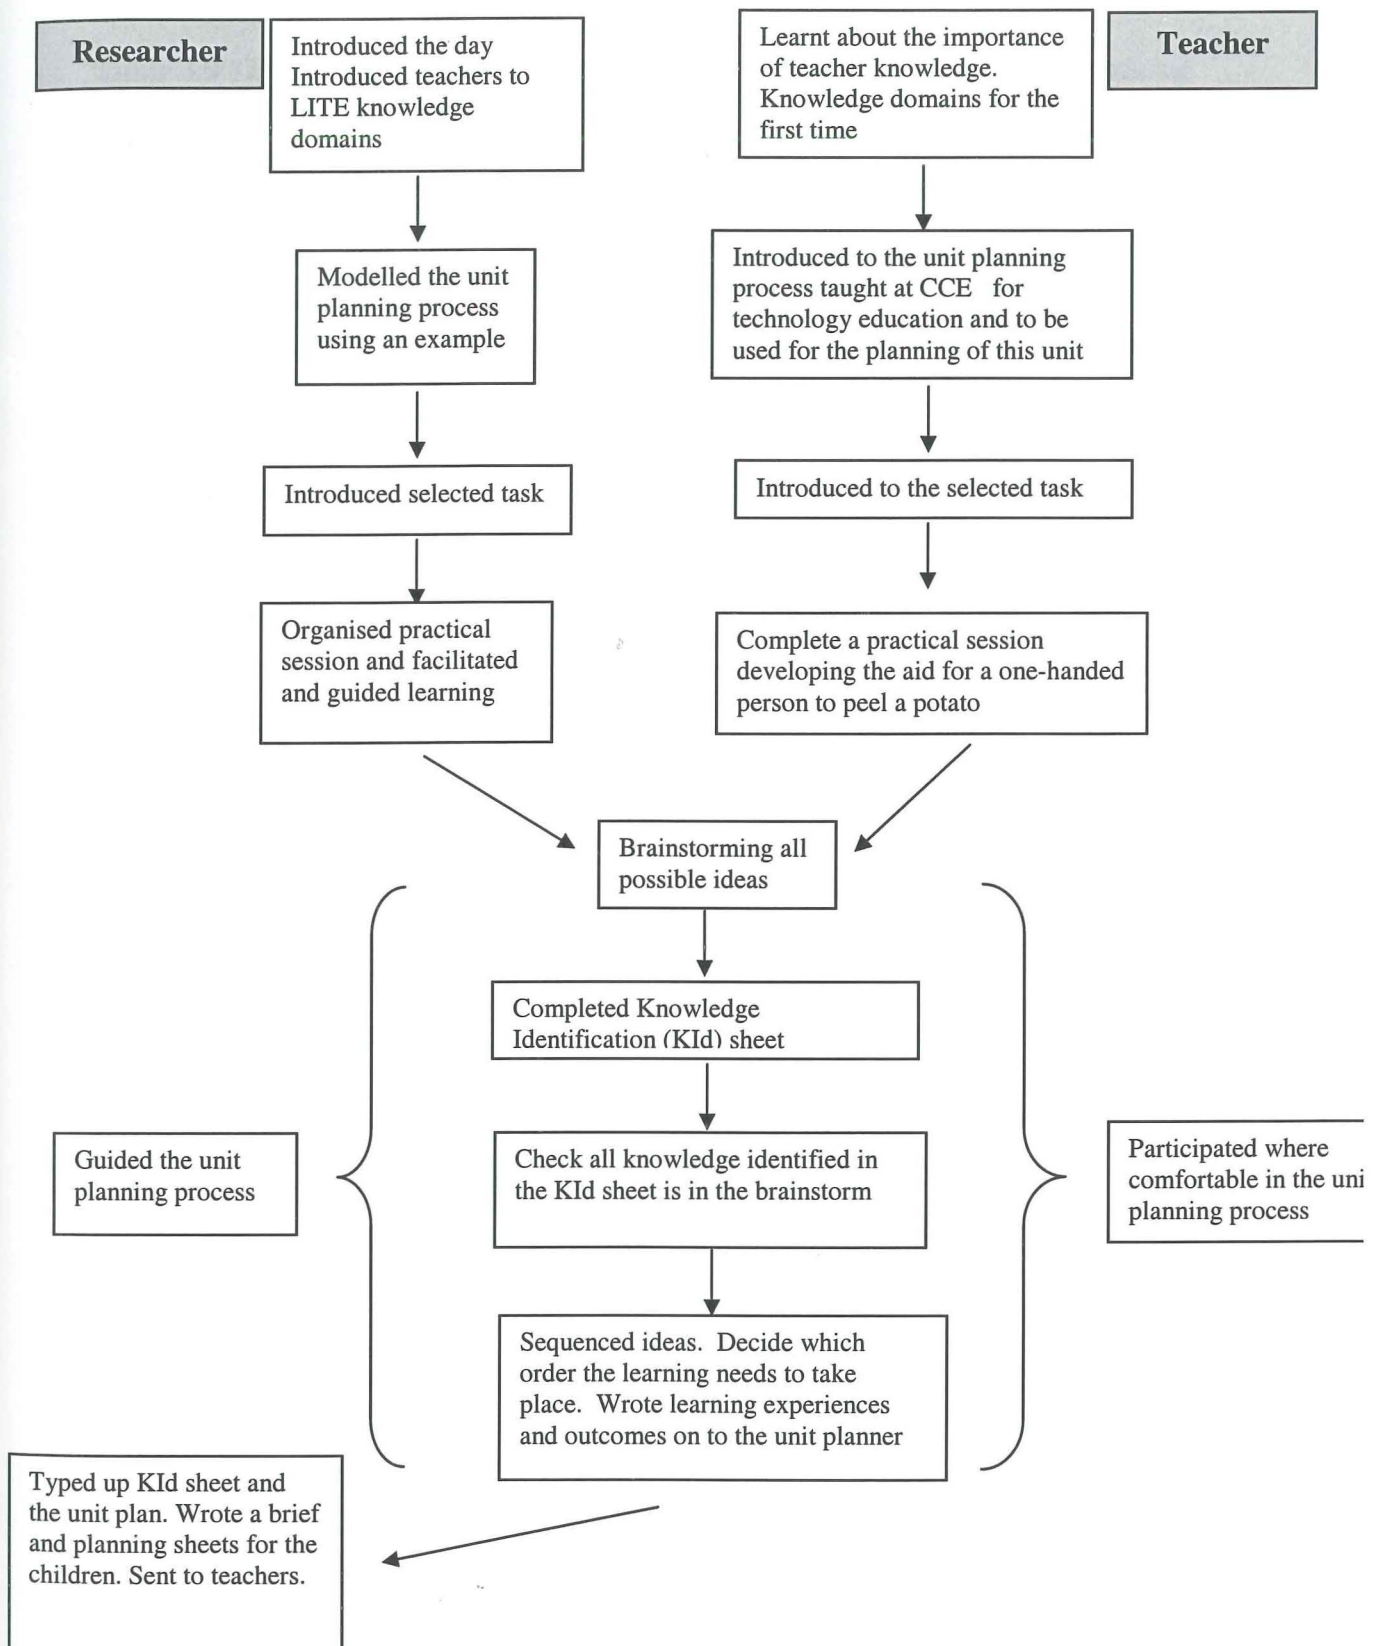 Researcher
Introduced the day
Introduced teachers to
LITE knowledge
domains
Learnt about the importance
of teacher knowledge.
Knowledge domains for the
first time
Teacher
Modelled the unit
planning process
using an example
Introduced to the unit planning
process taught at CCE for
technology education and to be
used for the planning of this unit
Introduced selected task
Introduced to the selected task
Organised practical
session and facilitated
and guided learning
Complete a practical session
developing the aid for a one-handed
person to peel a potato
Brainstorming all
possible ideas
Completed Knowledge
Identification (KId) sheet
Guided the unit
planning process
Check all knowledge identified in
the KId sheet is in the brainstorm
Participated where
comfortable in the uni
planning process
Sequenced ideas. Decide which
order the learning needs to take
place. Wrote learning experiences
and outcomes on to the unit planner
Typed up KId sheet and
the unit plan. Wrote a brief
and planning sheets for the
children. Sent to teachers.